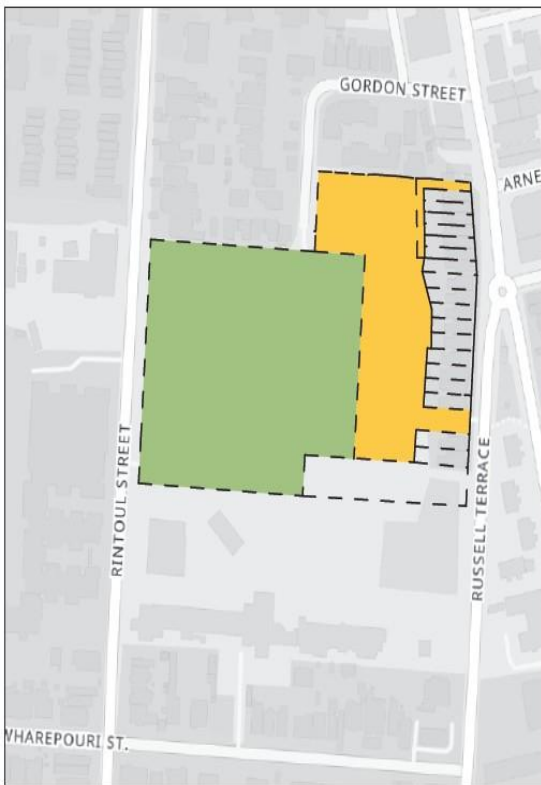 GORDON STREET
ARNE
RINTOUL STREET
RUSSELL TERRACE
WHAREPOURI ST.